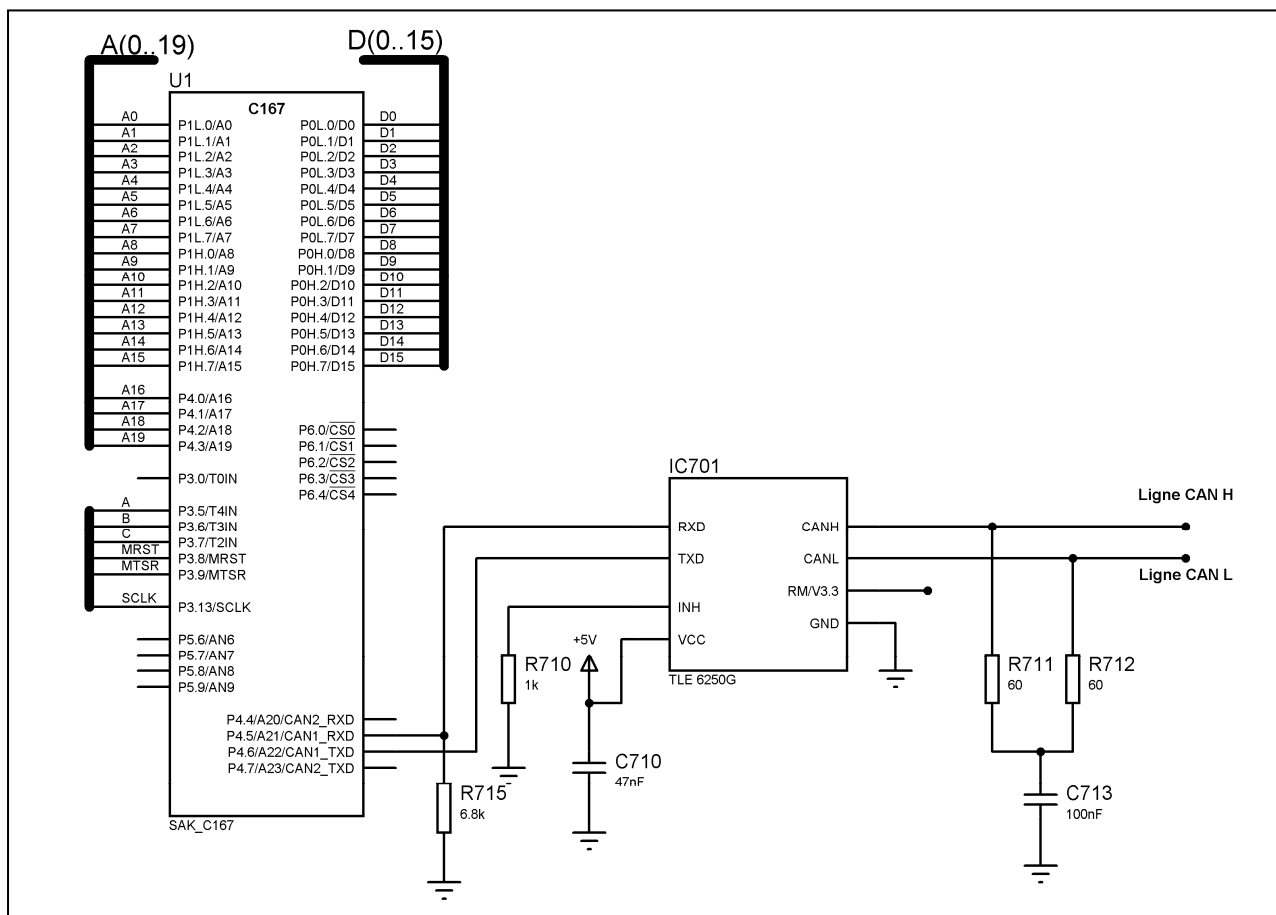 A(0..19)
D(0..15)
U1
C167
A0
P1L.0/A0
P0L.0/D0
D0
A1
P1L.1/A1
P0L.1/D1
D1
A2
P1L.2/A2
P0L.2/D2
D2
A3
P1L.3/A3
P0L.3/D3
D3
A4
P1L.4/A4
P0L.4/D4
D4
A5
P1L.5/A5
P0L.5/D5
D5
A6
P1L.6/A6
P0L.6/D6
D6
A7
P1L.7/A7
P0L.7/D7
D7
A8
P1H.0/A8
P0H.0/D8
D8
A9
P1H.1/A9
P0H.1/D9
D9
A10
P1H.2/A10
P0H.2/D10
D10
A11
P1H.3/A11
P0H.3/D11
D11
A12
P1H.4/A12
P0H.4/D12
D12
A13
P1H.5/A13
P0H.5/D13
D13
A14
P1H.6/A14
P0H.6/D14
D14
A15
P1H.7/A15
P0H.7/D15
D15
A16
P4.0/A16
A17
P4.1/A17
A18
P4.2/A18
P6.0/CS0
A19
P4.3/A19
P6.1/CS1
P6.2/CS2
P3.0/T0IN
P6.3/CS3
P6.4/CS4
A
P3.5/T4IN
B
P3.6/T3IN
C
P3.7/T2IN
MRST
P3.8/MRST
MTSR
P3.9/MTSR
SCLK
P3.13/SCLK
P5.6/AN6
P5.7/AN7
P5.8/AN8
P5.9/AN9
P4.4/A20/CAN2_RXD
P4.5/A21/CAN1_RXD
P4.6/A22/CAN1_TXD
P4.7/A23/CAN2_TXD
SAK_C167
R715
6.8k
R710
1k
+5V
C710
47nF
IC701
RXD
CANH
TXD
CANL
RM/V3.3
INH
GND
VCC
TLE 6250G
Ligne CAN H
Ligne CAN L
R711
60
R712
60
C713
100nF